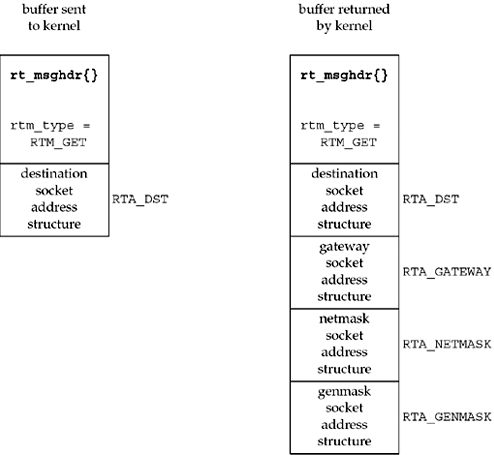 buffer sent
to kernel
rt_msghdr{}
rtm_type =
RTM_GET
destination
socket
address
structure
RTA_DST
buffer returned
by kernel
rt_msghdr{}
rtm_type =
RTM_GET
destination
socket
address
structure
RTA_DST
gateway
socket
address
structure
RTA_GATEWAY
netmask
socket
address
structure
RTA_NETMASK
genmask
socket
address
structure
RTA_GENMASK